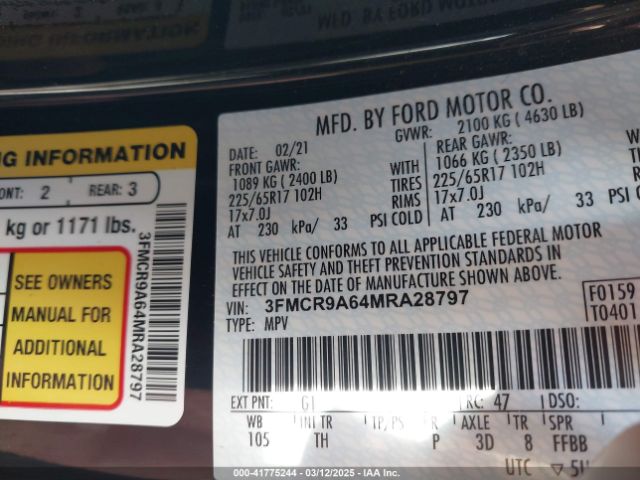 NG INFORMATION
ONT: 2 REAR: 3
kg or 1171 lbs.
SEE OWNERS
MANUAL FOR
ADDITIONAL
INFORMATION
3FMCR9A64MRA28797
MFD. BY FORD MOTOR CO.
DATE: 02/21 GVWR: 2100 KG ( 4630 LB)
FRONT GAWR: REAR GAWR:
1089 KG ( 2400 LB) WITH 1066 KG ( 2350 LB)
225/65R17 102H TIRES 225/65R17 102H
17x7.0J RIMS 17x7.0J
AT 230 kPa/ 33 PSI COLD AT 230 kPa/ 33 PSI COL
THIS VEHICLE CONFORMS TO ALL APPLICABLE FEDERAL MOTOR
VEHICLE SAFETY AND THEFT PREVENTION STANDARDS IN
EFFECT ON THE DATE OF MANUFACTURE SHOWN ABOVE.
VIN: 3FMCR9A64MRA28797
TYPE: MPV
F0159
T0401
EXT PNT: G1 RC: 47 DSO:
WB INT TR TP/PS R AXLE TR SPR
105 TH P 3D 8 FFBB
UTC
000-41775244 - 03/12/2025 - IAAI.COM